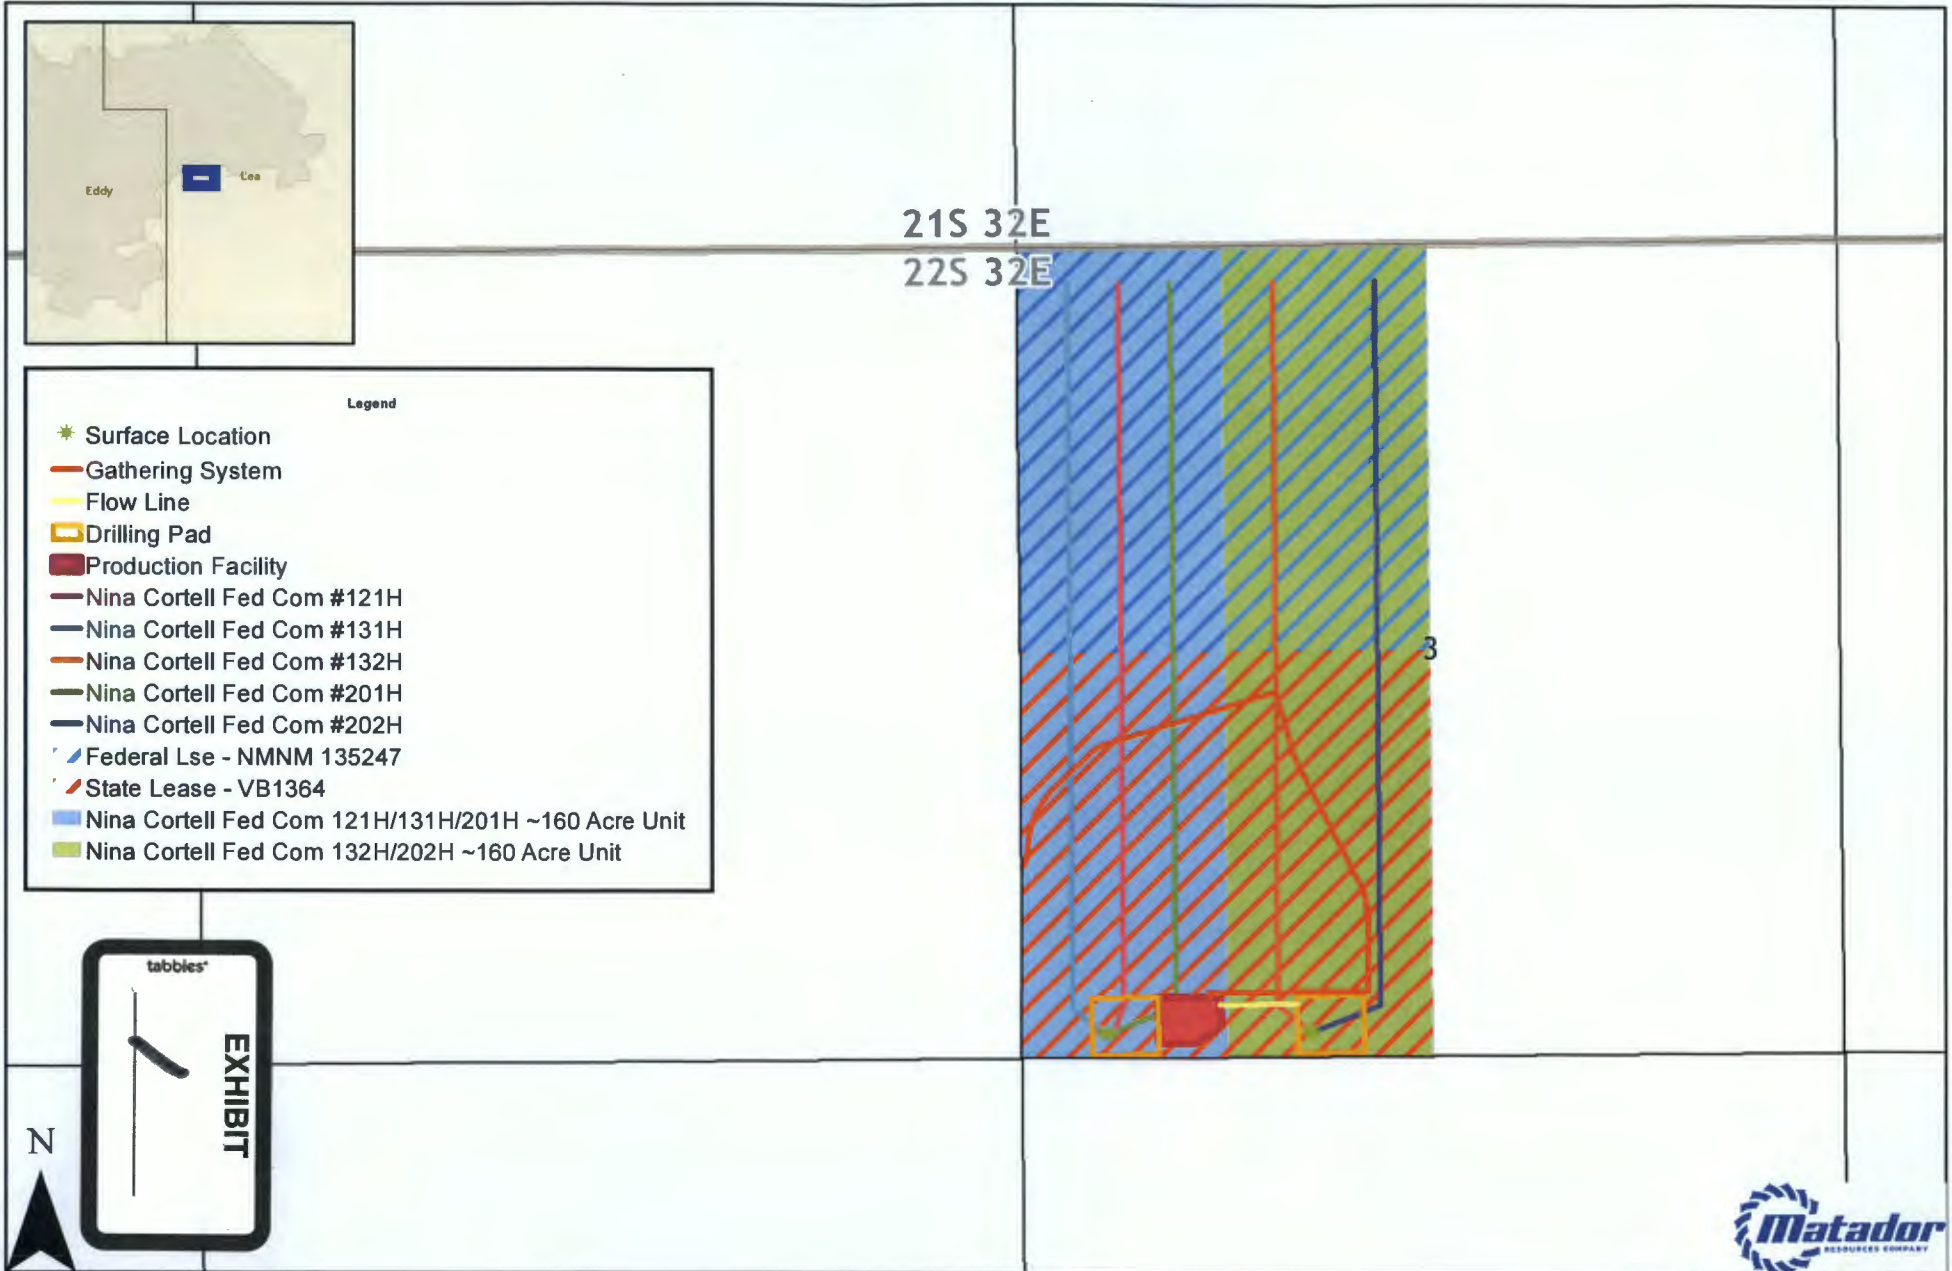 Eddy
Lea
21S 32E
22S 32E
Legend
Surface Location
Gathering System
Flow Line
Drilling Pad
Production Facility
Nina Cortell Fed Com #121H
Nina Cortell Fed Com #131H
Nina Cortell Fed Com #132H
Nina Cortell Fed Com #201H
Nina Cortell Fed Com #202H
Federal Lse - NMNM 135247
State Lease - VB1364
Nina Cortell Fed Com 121H/131H/201H ~160 Acre Unit
Nina Cortell Fed Com 132H/202H ~160 Acre Unit
3
tabbies®
EXHIBIT
1
N
Matador
RESOURCES COMPANY